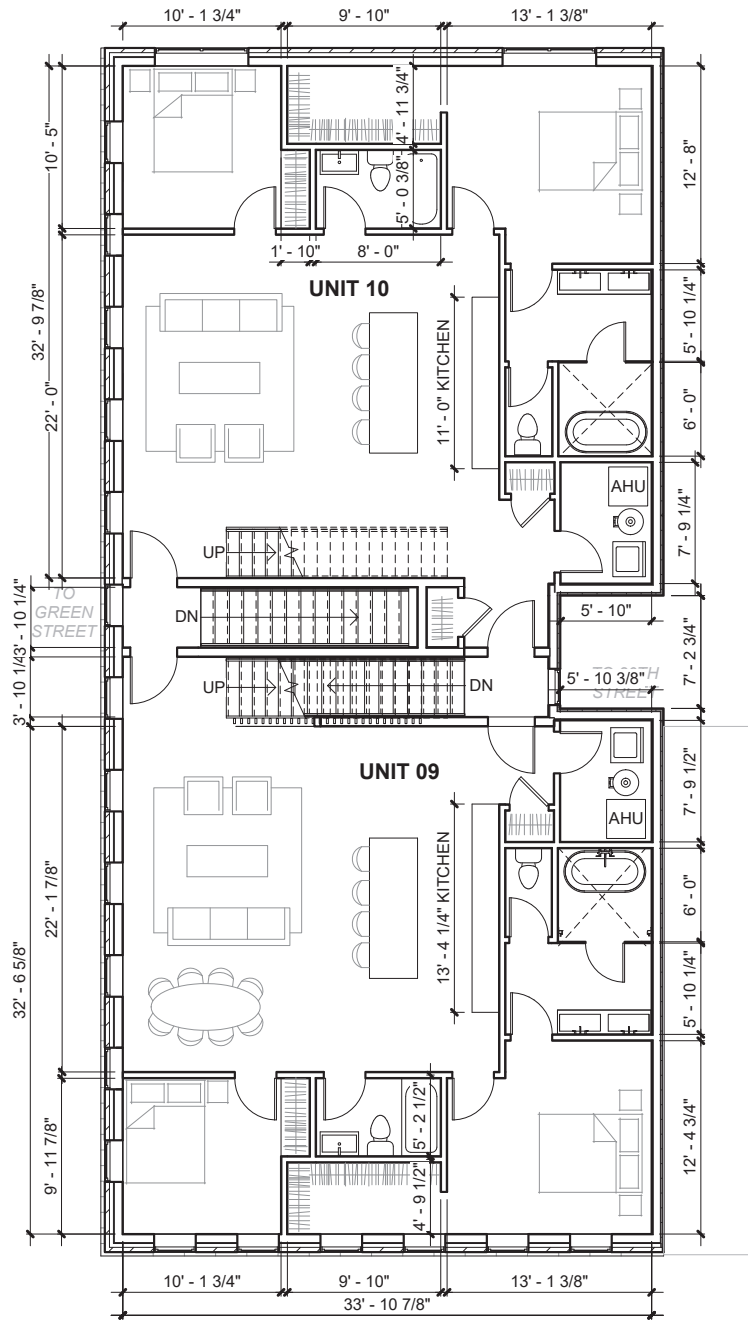 10' - 1 3/4"
9' - 10"
13' - 1 3/8"
10' - 5"
4' - 11 3/4"
12' - 8"
5' - 0 3/8"
1' - 10"
8' - 0"
UNIT 10
32' - 9 7/8"
22' - 0"
11' - 0" KITCHEN
5' - 10 1/4"
6' - 0"
AHU
7' - 9 1/4"
UP
TO
GREEN
STREET
3' - 10 1/4"
DN
5' - 10"
7' - 2 3/4"
3' - 10 1/4"
UP
DN
5' - 10 3/8"
STREET
UNIT 09
7' - 9 1/2"
AHU
22' - 1 7/8"
32' - 6 5/8"
13' - 4 1/4" KITCHEN
6' - 0"
5' - 10 1/4"
9' - 11 7/8"
5' - 2 1/2"
4' - 9 1/2"
12' - 4 3/4"
10' - 1 3/4"
9' - 10"
13' - 1 3/8"
33' - 10 7/8"